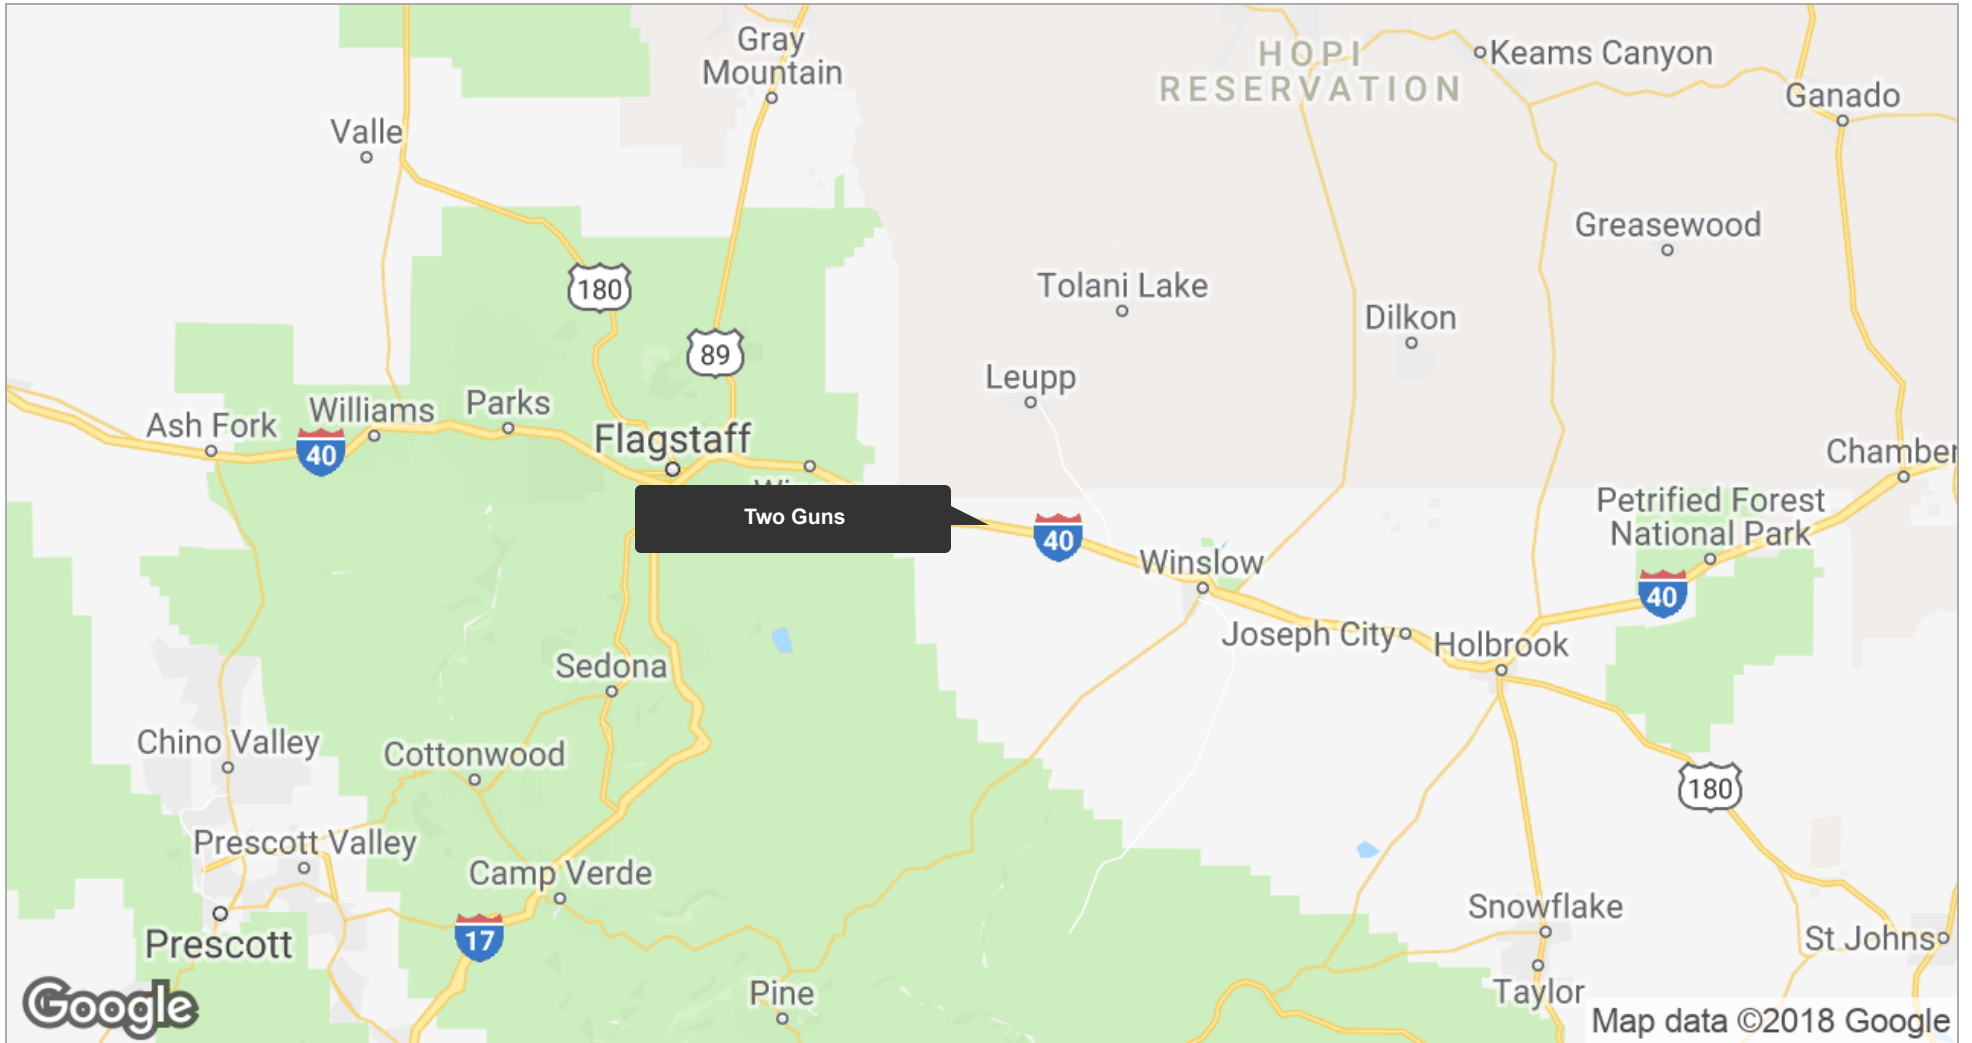 Gray
Mountain
HOPI
RESERVATION
Keams Canyon
Ganado
Valle
Greasewood
180
Tolani Lake
Dilkon
89
Leupp
Williams
Parks
Ash Fork
40
Flagstaff
Chamber
Petrified Forest
National Park
Two Guns
40
Winslow
40
Joseph City
Holbrook
Sedona
Chino Valley
Cottonwood
180
Prescott Valley
Camp Verde
Snowflake
17
Prescott
St Johns
Pine
Taylor
Google
Map data ©2018 Google